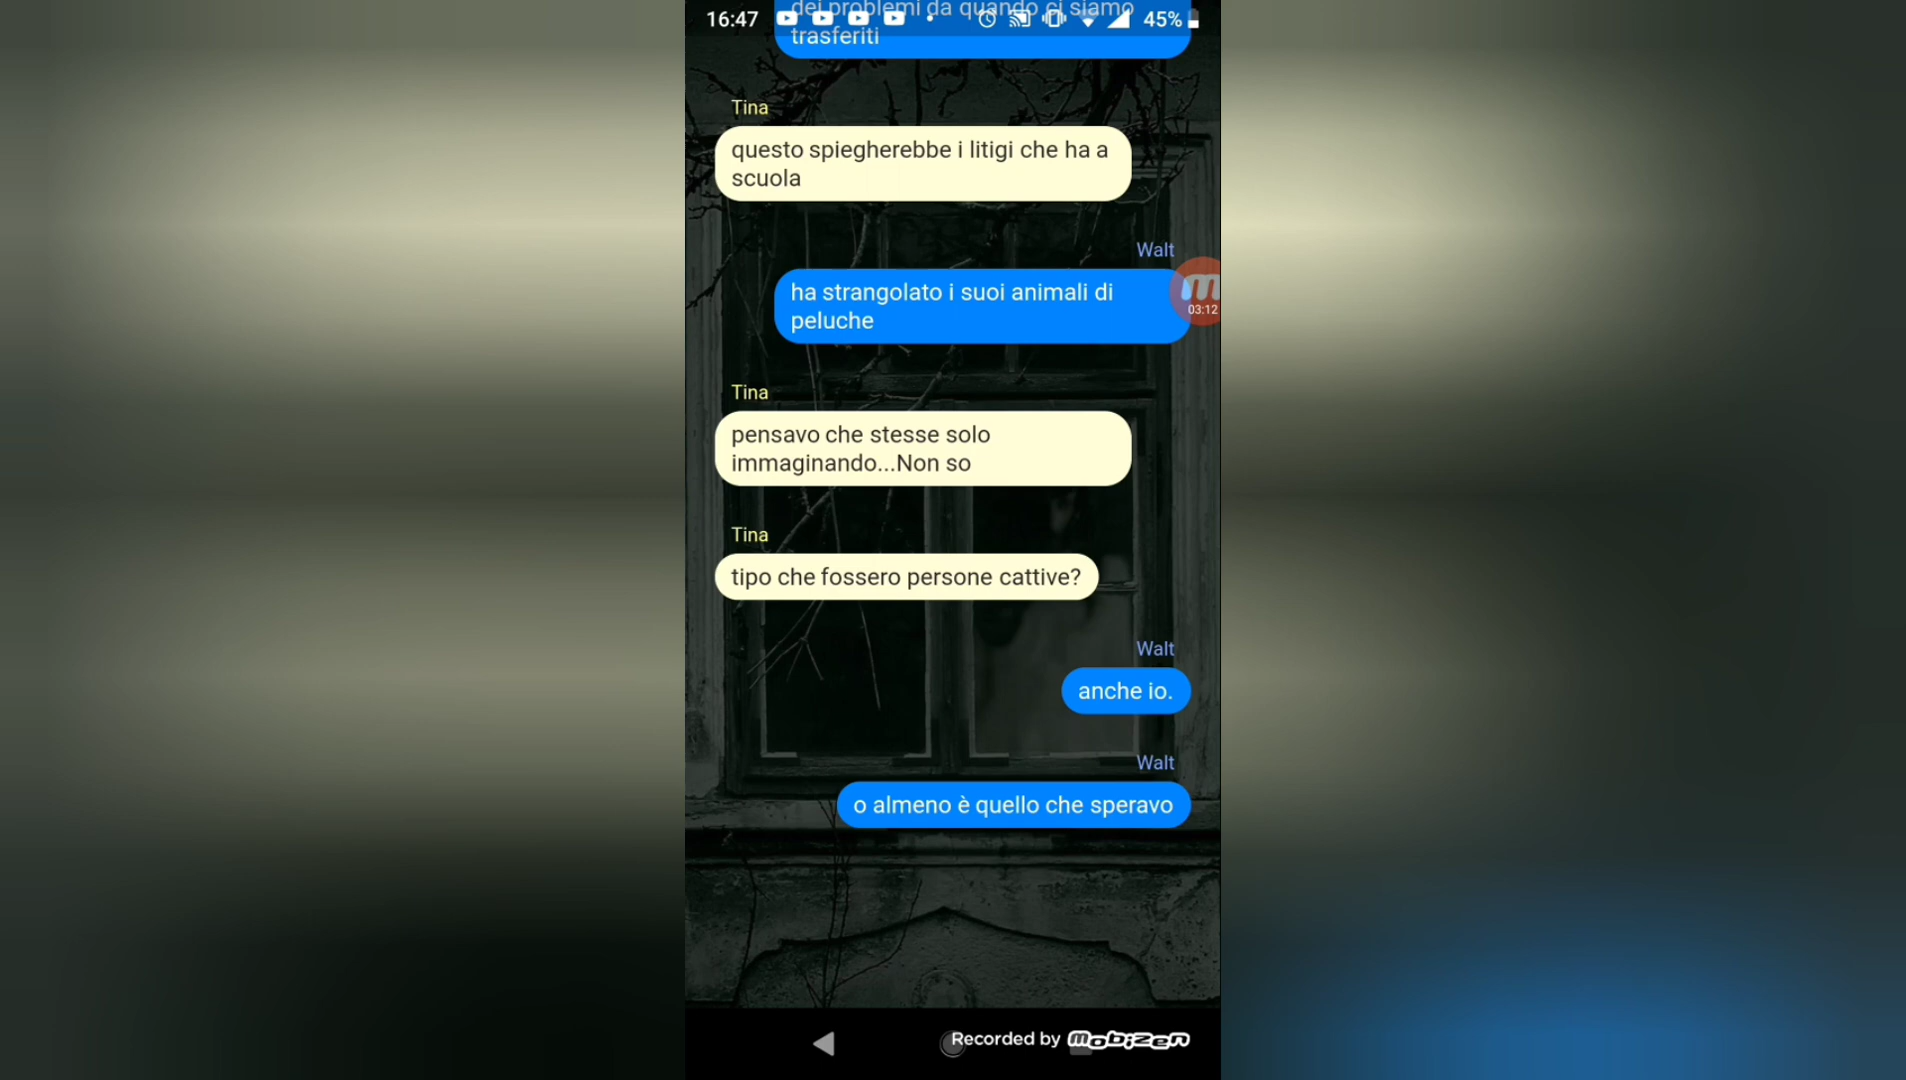 dei problemi da quando ci siamo
16:47
45%
trasferiti
Tina
questo spiegherebbe i litigi che ha a
scuola
Walt
ha strangolato i suoi animali di
peluche
03:12
Tina
pensavo che stesse solo
immaginando...Non so
Tina
tipo che fossero persone cattive?
Walt
anche io.
Walt
o almeno è quello che speravo
Recorded by mobizen